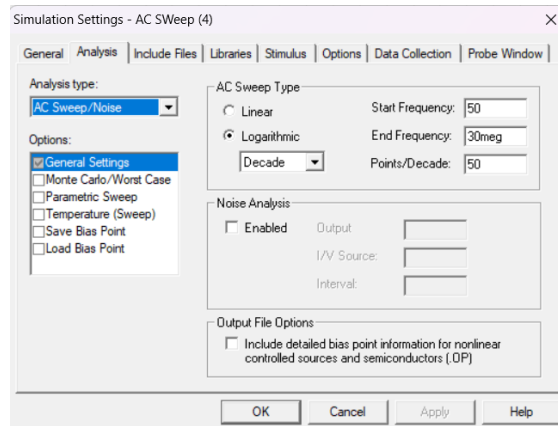 Simulation Settings - AC SWeep (4)
General Analysis Include Files Libraries Stimulus Options Data Collection Probe Window
Analysis type:
AC Sweep/Noise
Options:
General Settings
Monte Carlo/Worst Case
Parametric Sweep
Temperature (Sweep)
Save Bias Point
Load Bias Point
AC Sweep Type
Linear
Logarithmic
Decade
Start Frequency: 50
End Frequency: 30meg
Points/Decade: 50
Noise Analysis
Enabled
Output
I/V Source:
Interval:
Output File Options
Include detailed bias point information for nonlinear
controlled sources and semiconductors (.OP)
OK Cancel Apply Help